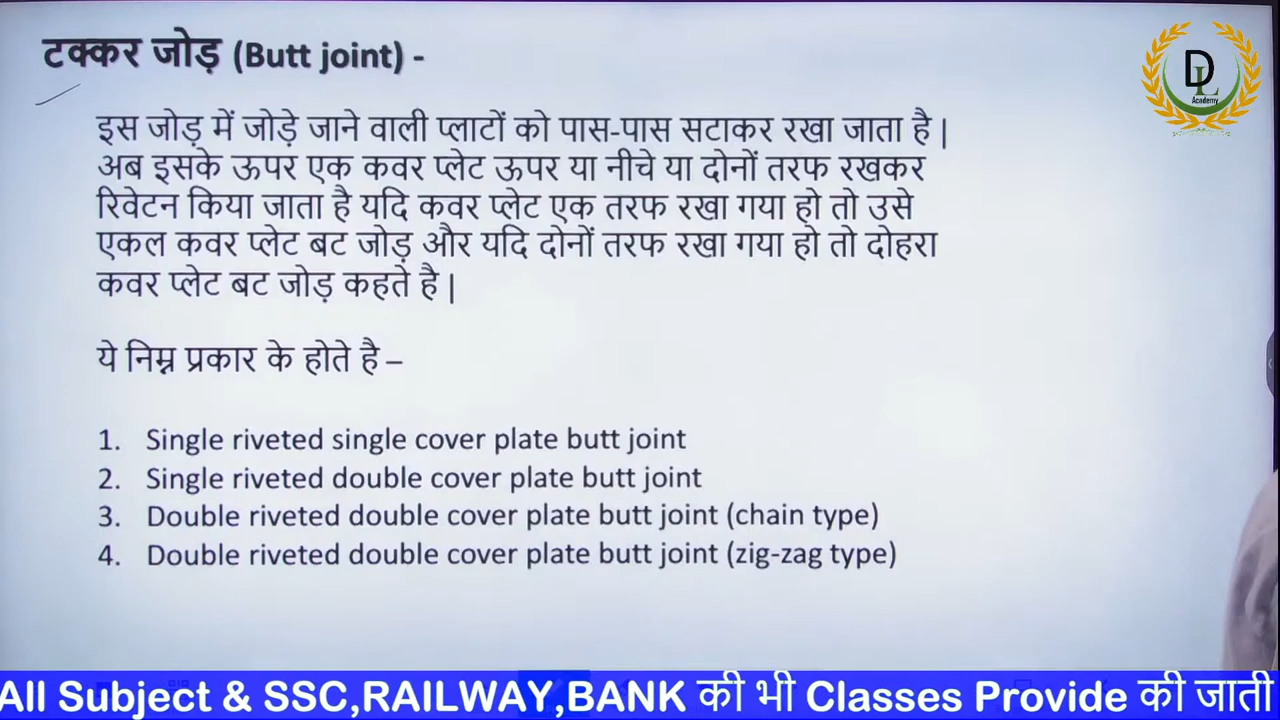 टक्कर जोड़ (Butt joint) -
DL
Academy
इस जोड़ में जोड़े जाने वाली प्लाटों को पास-पास सटाकर रखा जाता है |
अब इसके ऊपर एक कवर प्लेट ऊपर या नीचे या दोनों तरफ रखकर
रिवेटन किया जाता है यदि कवर प्लेट एक तरफ रखा गया हो तो उसे
एकल कवर प्लेट बट जोड़ और यदि दोनों तरफ रखा गया हो तो दोहरा
कवर प्लेट बट जोड़ कहते है |
ये निम्न प्रकार के होते है –
1. Single riveted single cover plate butt joint
2. Single riveted double cover plate butt joint
3. Double riveted double cover plate butt joint (chain type)
4. Double riveted double cover plate butt joint (zig-zag type)
All Subject & SSC,RAILWAY,BANK की भी Classes Provide की जाती